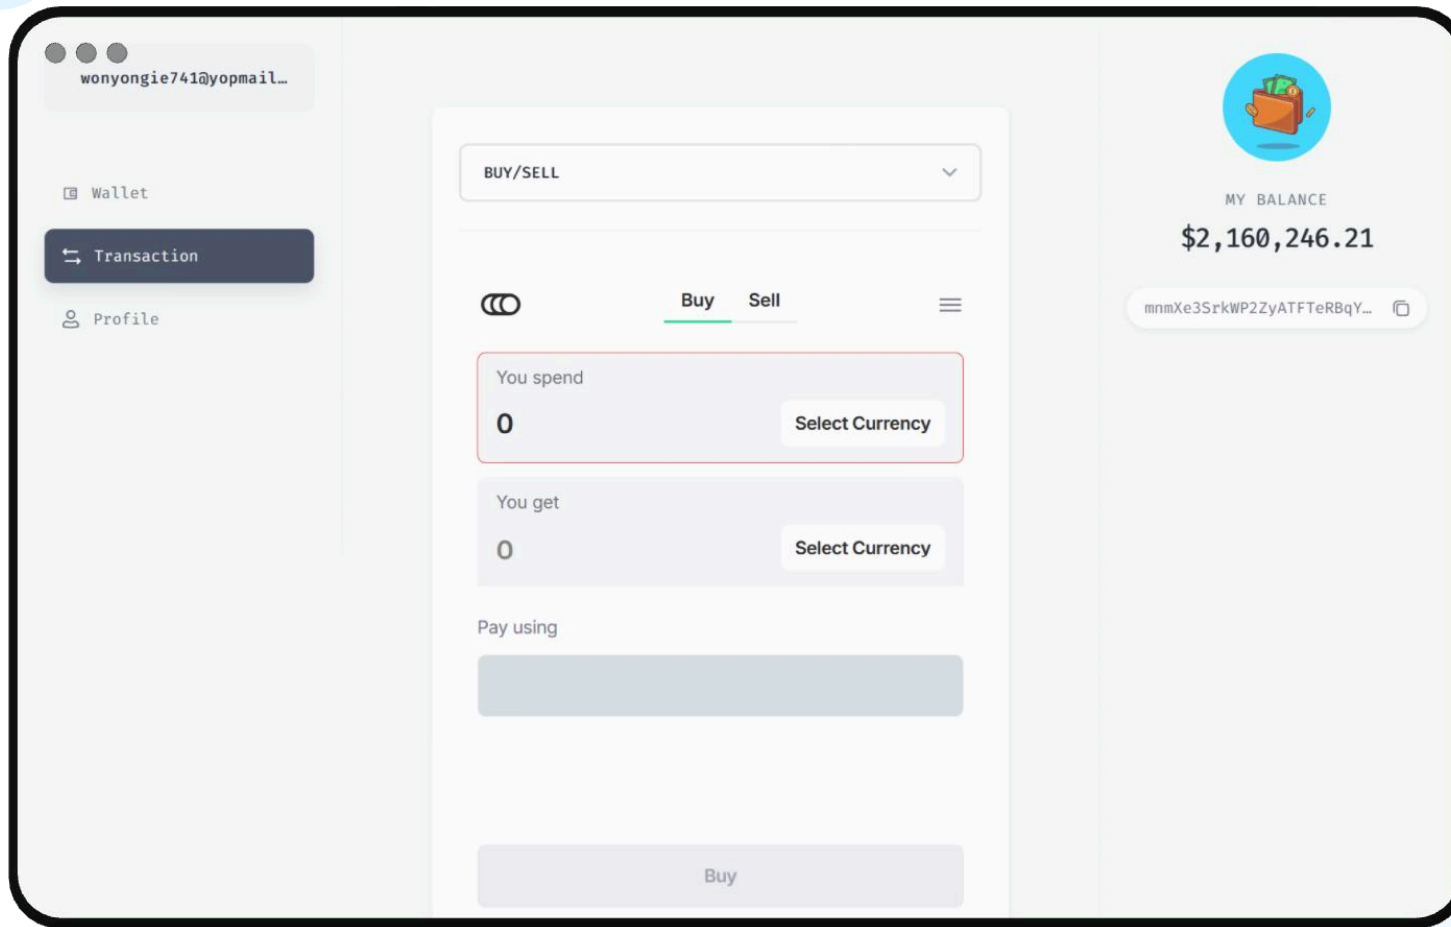 wonyongie741@yopmail…
Wallet
Transaction
Profile
BUY/SELL
Buy Sell
You spend
0 Select Currency
You get
0 Select Currency
Pay using
Buy
MY BALANCE
$2,160,246.21
mnmXe3SrkWP2ZyATFTeRBqY…